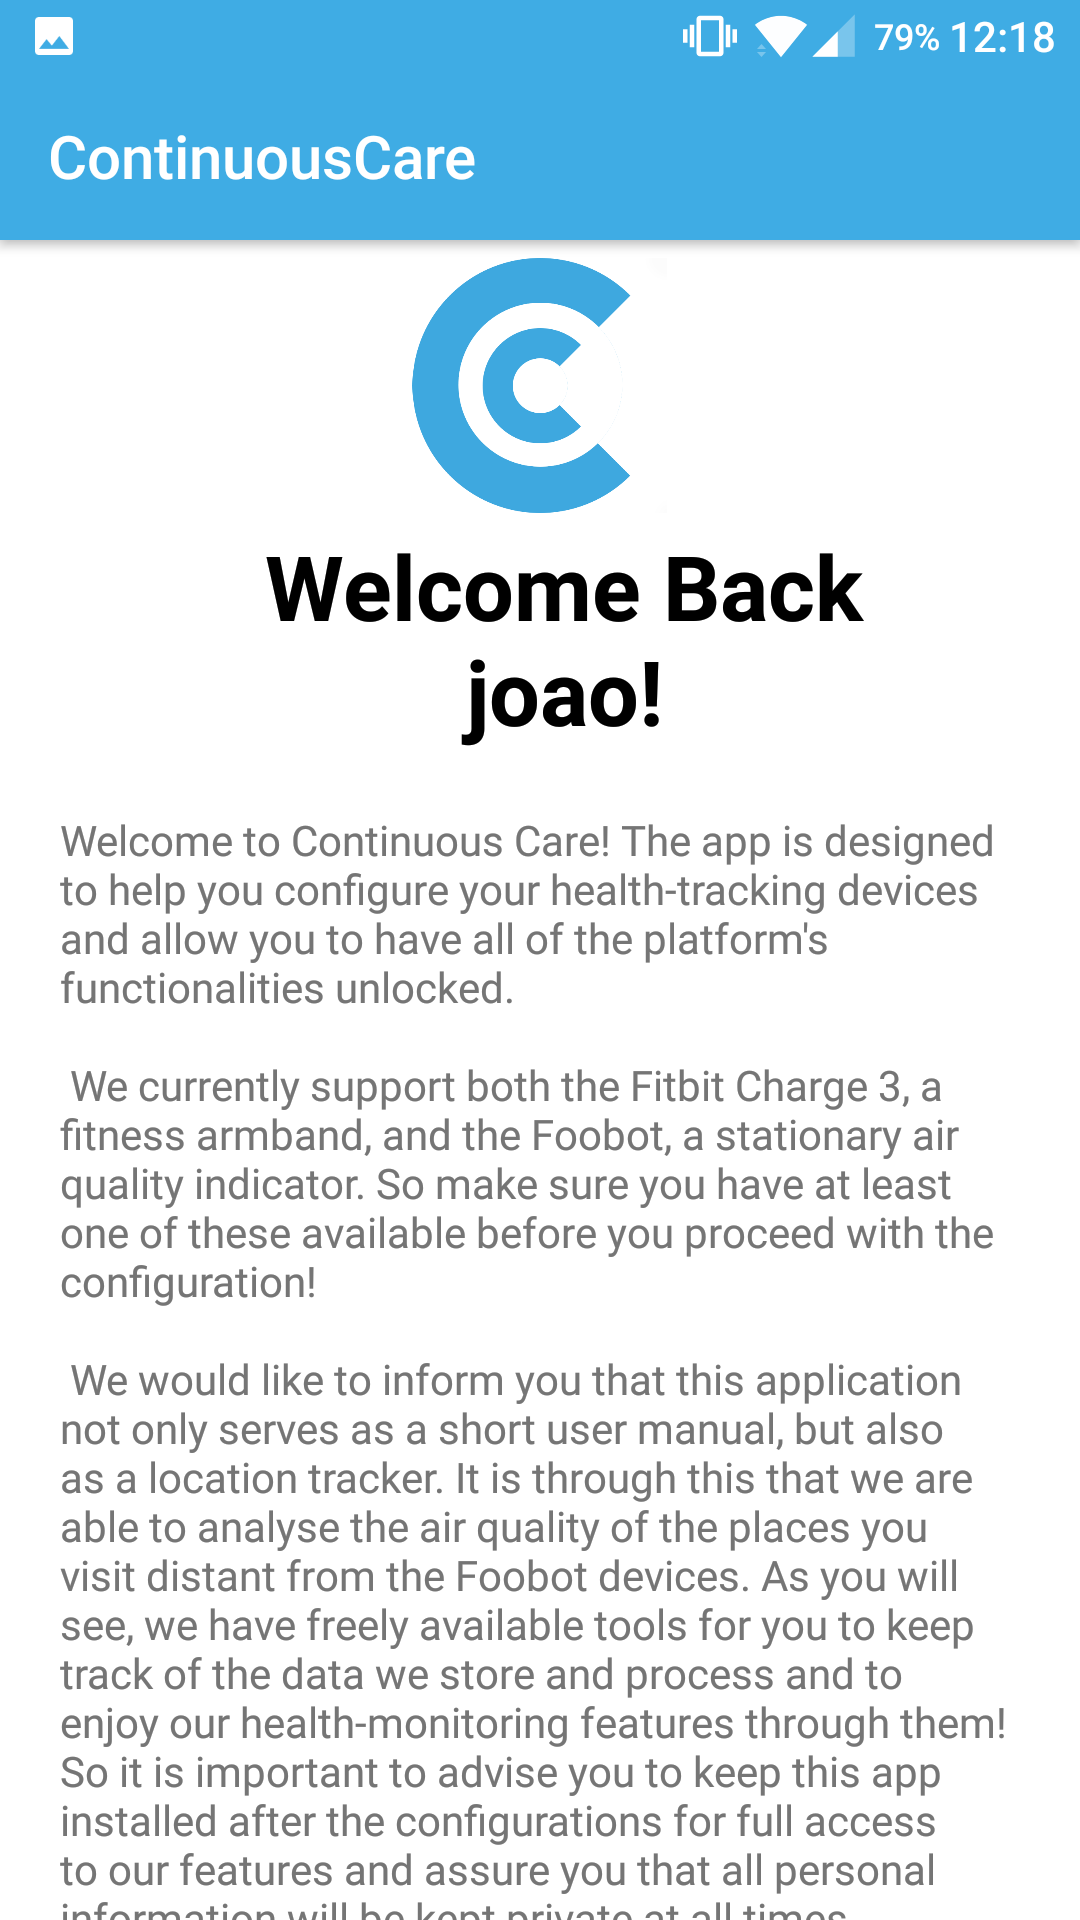 79% 12:18
ContinuousCare
Welcome Back
joao!
Welcome to Continuous Care! The app is designed
to help you configure your health-tracking devices
and allow you to have all of the platform's
functionalities unlocked.
We currently support both the Fitbit Charge 3, a
fitness armband, and the Foobot, a stationary air
quality indicator. So make sure you have at least
one of these available before you proceed with the
configuration!
We would like to inform you that this application
not only serves as a short user manual, but also
as a location tracker. It is through this that we are
able to analyse the air quality of the places you
visit distant from the Foobot devices. As you will
see, we have freely available tools for you to keep
track of the data we store and process and to
enjoy our health-monitoring features through them!
So it is important to advise you to keep this app
installed after the configurations for full access
to our features and assure you that all personal
information will be kept private at all times